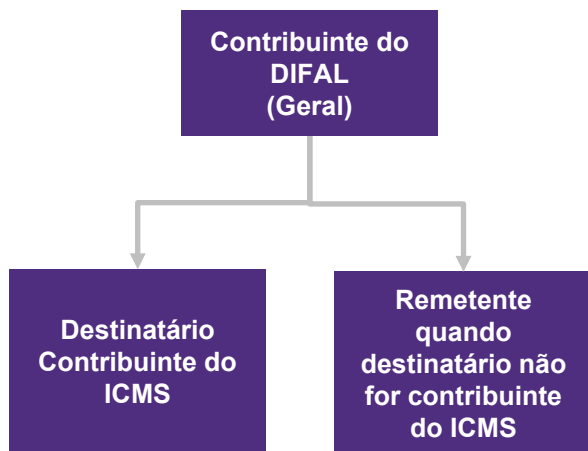 Contribuinte do
DIFAL
(Geral)
Destinatário
Contribuinte do
ICMS
Remetente
quando
destinatário não
for contribuinte
do ICMS